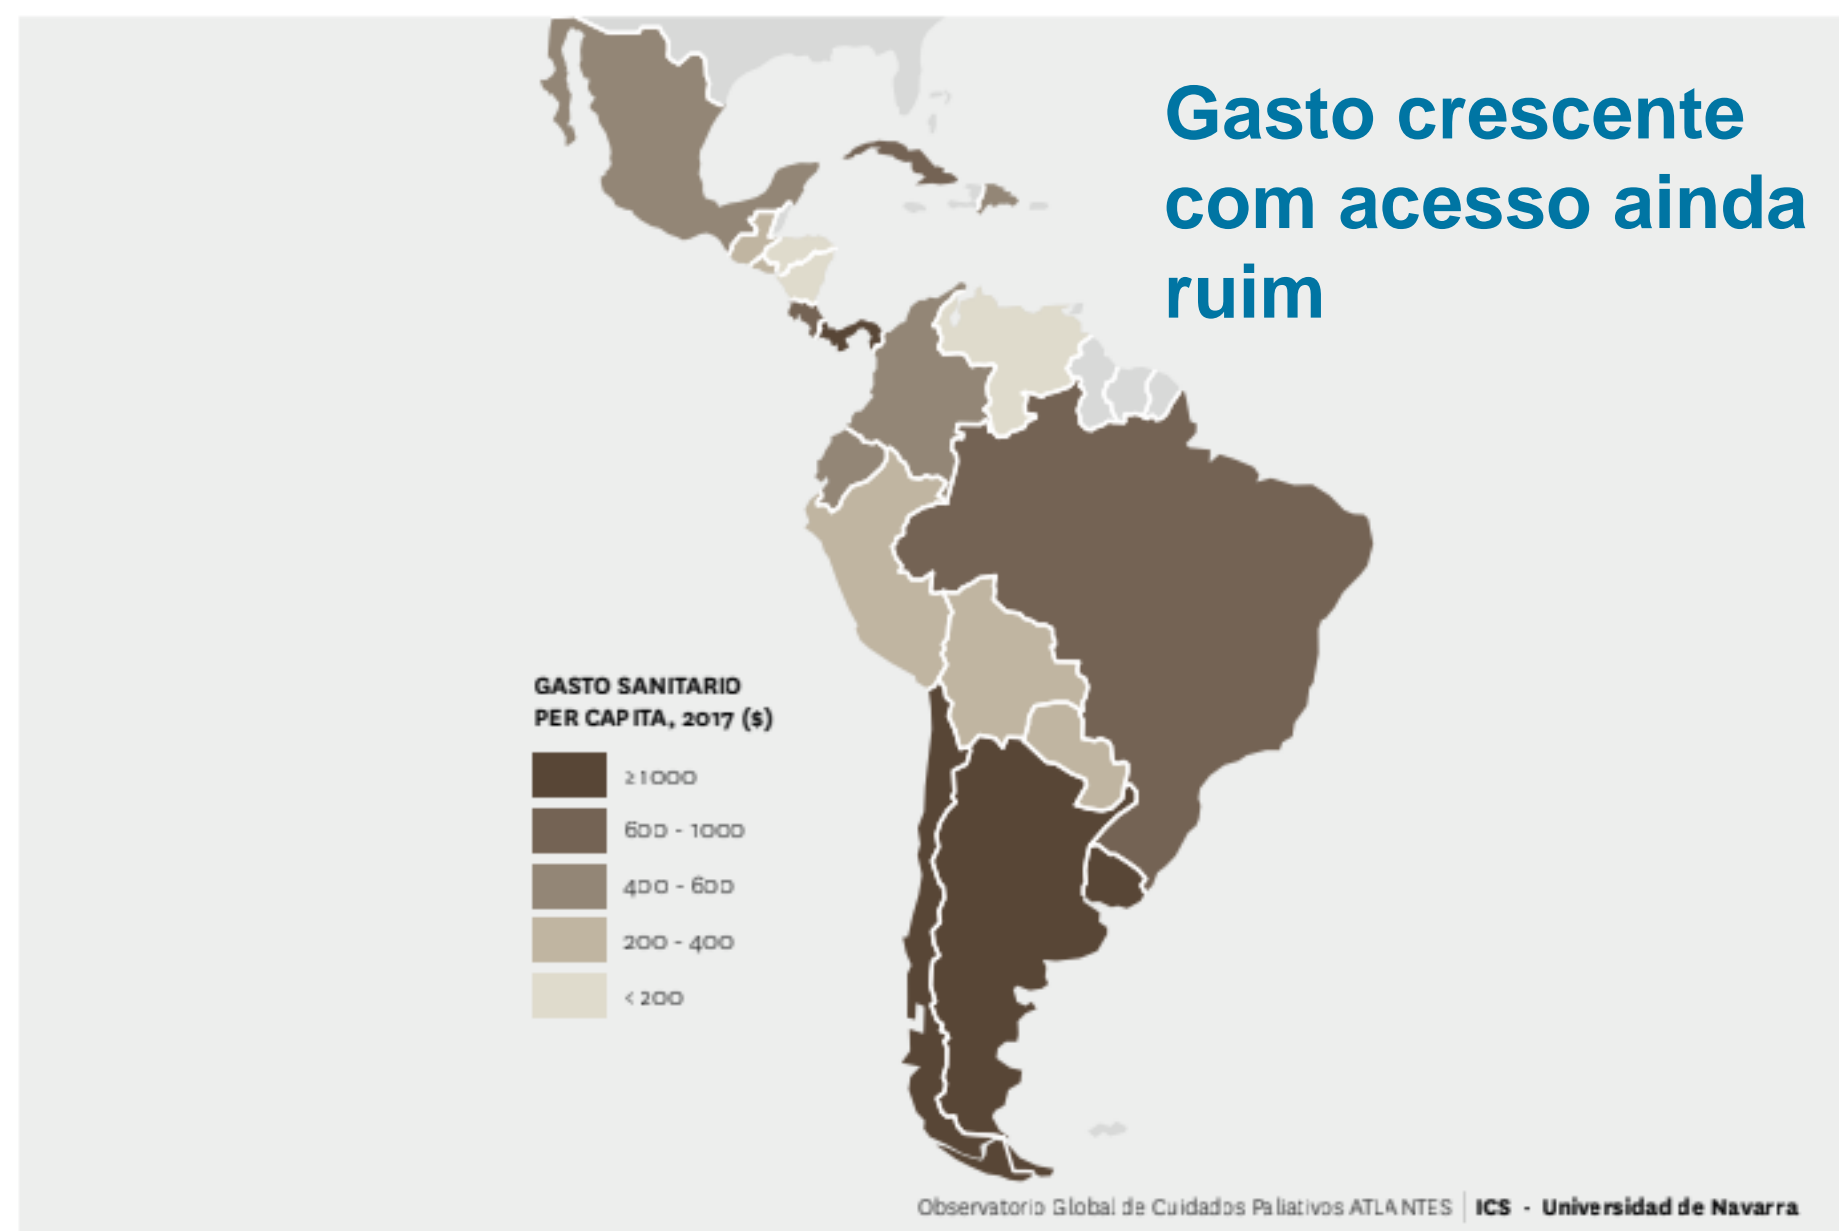 Gasto crescente
com acesso ainda
ruim
GASTO SANITARIO
PER CAPITA, 2017 ($)
≥1000
600 - 1000
400 - 600
200 - 400
< 200
Observatorio Global de Cuidados Paliativos ATLANTES | ICS - Universidad de Navarra